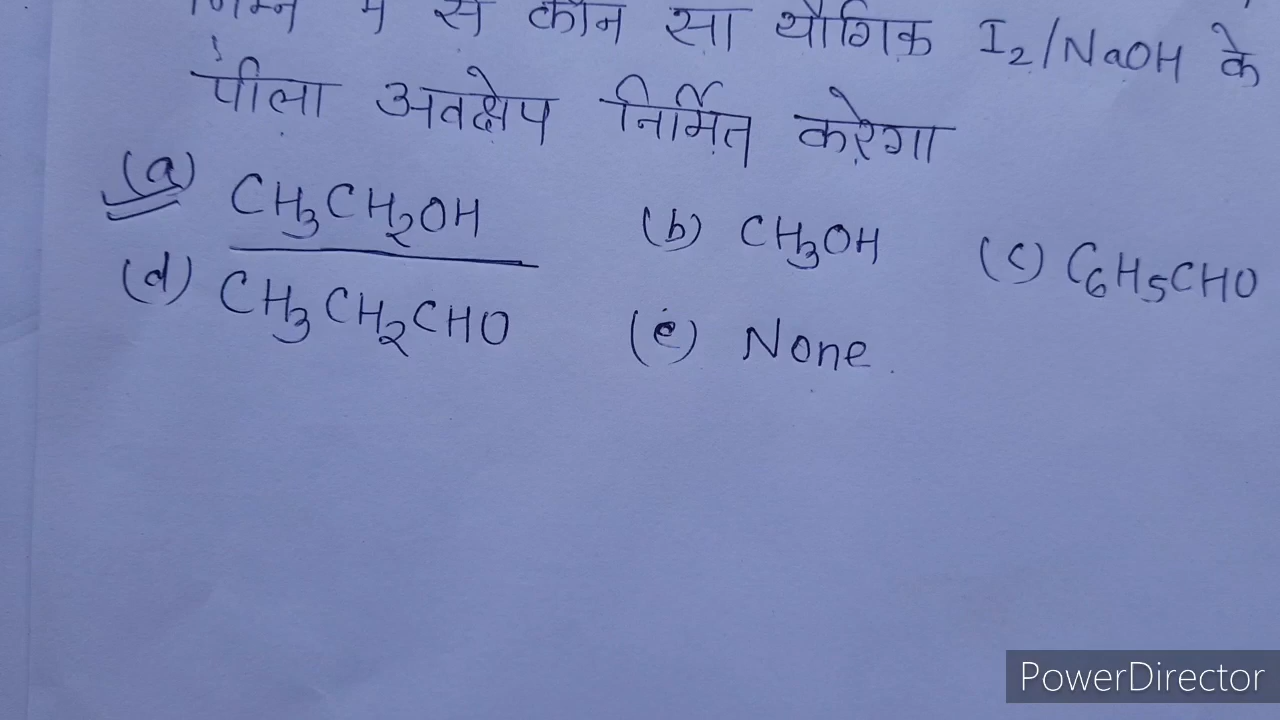 निम्न में से कौन सा यौगिक I₂/NaOH के
पीला अवक्षेप निर्मित करेगा
(a) CH₃CH₂OH (b) CH₃OH (c) C₆H₅CHO
(d) CH₃CH₂CHO (e) None
PowerDirector